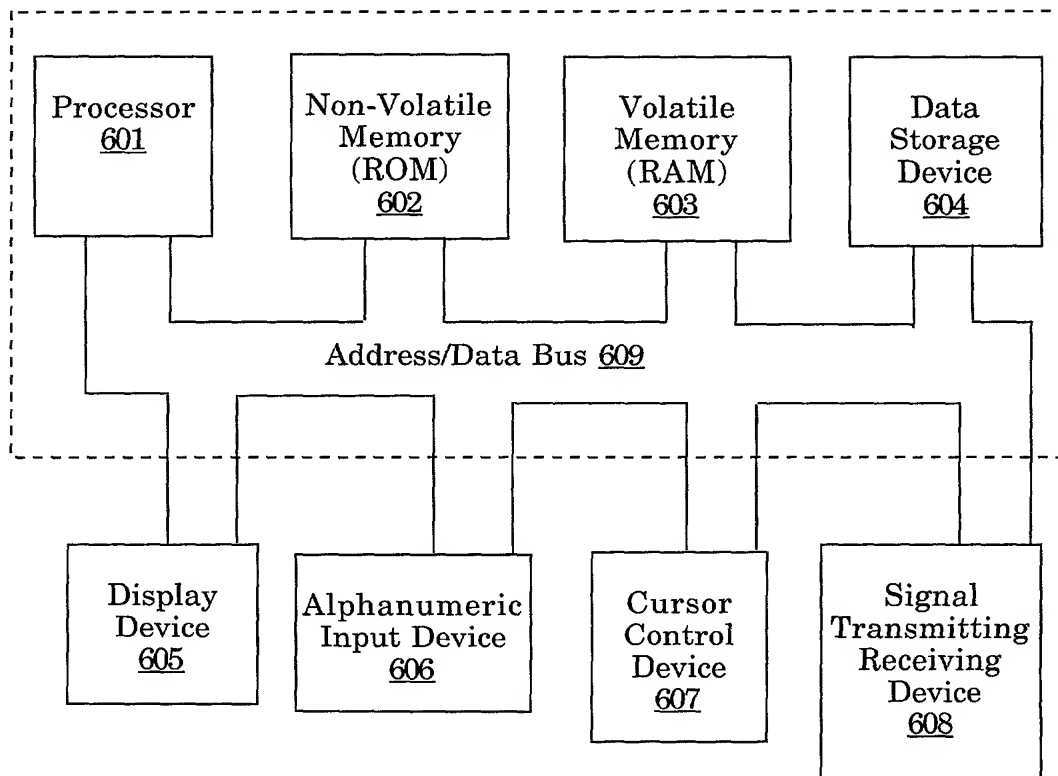 Processor
601
Non-Volatile
Memory
(ROM)
602
Volatile
Memory
(RAM)
603
Data
Storage
Device
604
Address/Data Bus 609
Display
Device
605
Alphanumeric
Input Device
606
Cursor
Control
Device
607
Signal
Transmitting
Receiving
Device
608